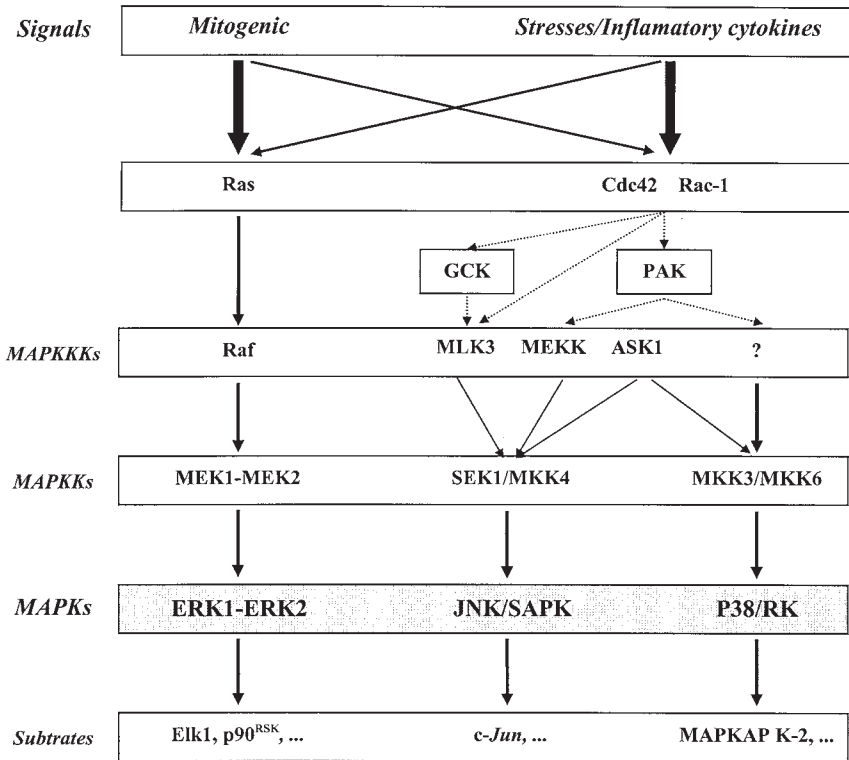 Signals Mitogenic Stresses/Inflamatory cytokines
Ras Cdc42 Rac-1
GCK PAK
MAPKKKs Raf MLK3 MEKK ASK1 ?
MAPKKs MEK1-MEK2 SEK1/MKK4 MKK3/MKK6
MAPKs ERK1-ERK2 JNK/SAPK P38/RK
Subtrates Elk1, p90RSK, ... c-Jun, ... MAPKAP K-2, ...